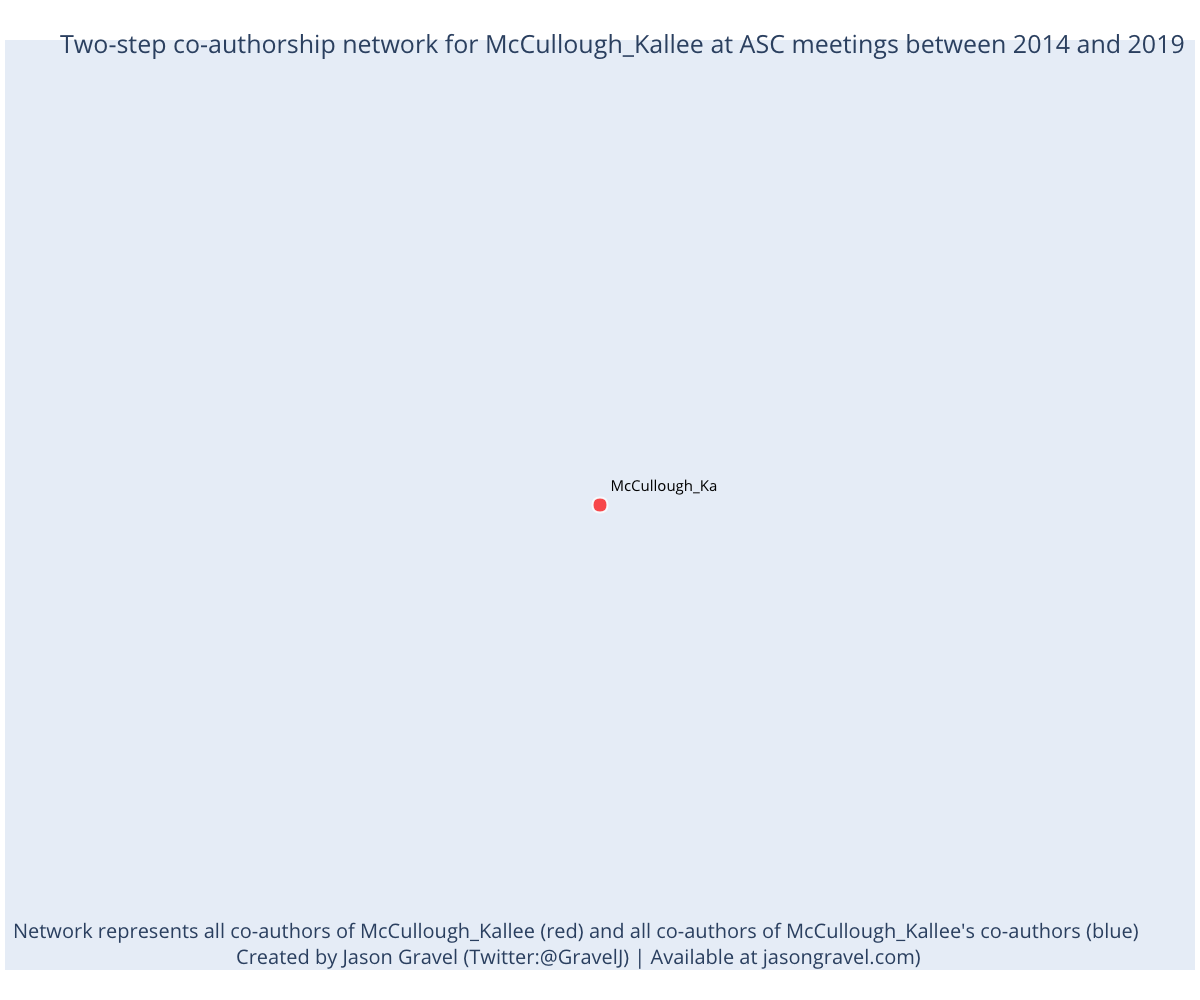 Two-step co-authorship network for McCullough_Kallee at ASC meetings between 2014 and 2019
McCullough_Ka
Network represents all co-authors of McCullough_Kallee (red) and all co-authors of McCullough_Kallee's co-authors (blue)
Created by Jason Gravel (Twitter:@GravelJ) | Available at jasongravel.com)